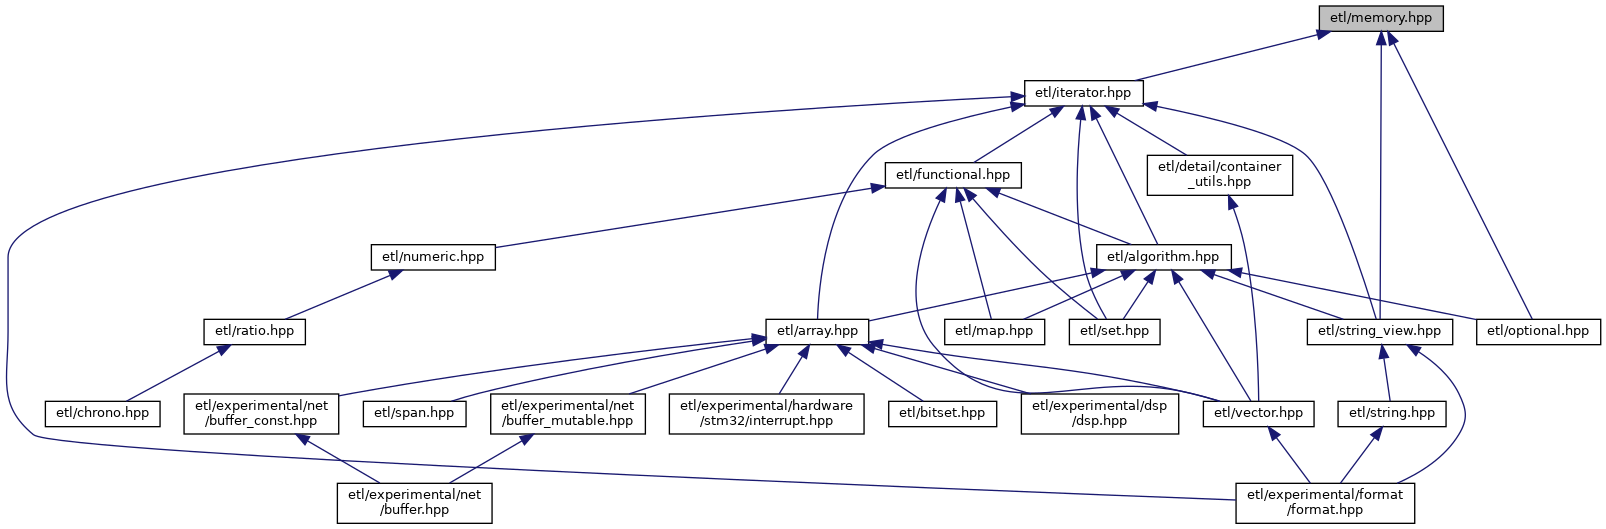 etl/memory.hpp
etl/iterator.hpp
etl/functional.hpp
etl/detail/container
_utils.hpp
etl/numeric.hpp
etl/algorithm.hpp
etl/ratio.hpp
etl/array.hpp
etl/map.hpp
etl/set.hpp
etl/string_view.hpp
etl/optional.hpp
etl/chrono.hpp
etl/experimental/net
/buffer_const.hpp
etl/span.hpp
etl/experimental/net
/buffer_mutable.hpp
etl/experimental/hardware
/stm32/interrupt.hpp
etl/bitset.hpp
etl/experimental/dsp
/dsp.hpp
etl/vector.hpp
etl/string.hpp
etl/experimental/net
/buffer.hpp
etl/experimental/format
/format.hpp